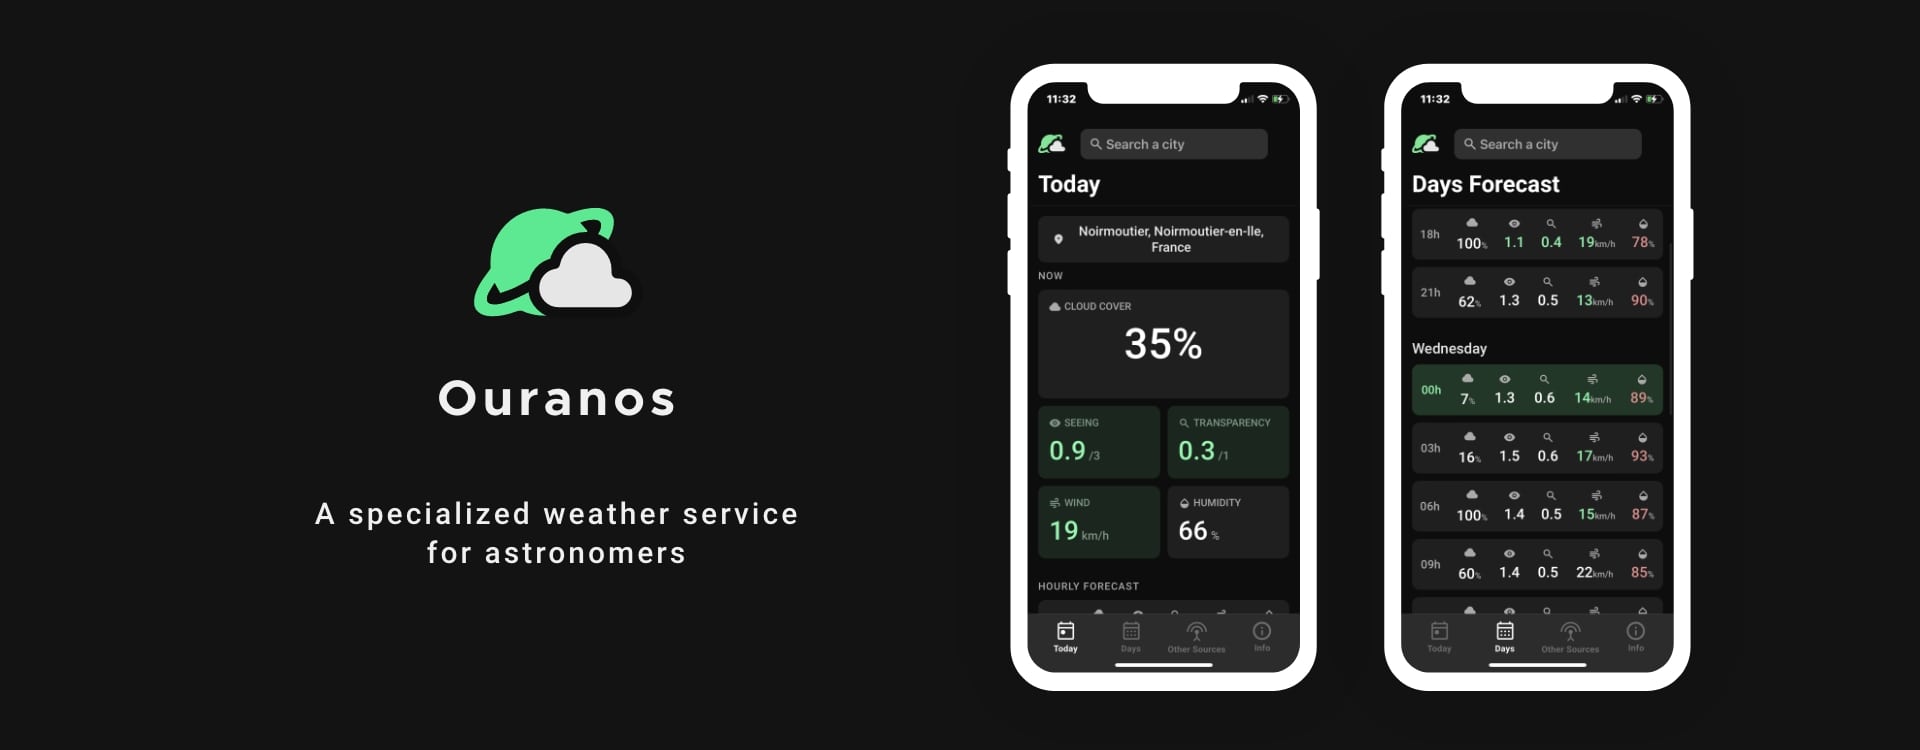 Ouranos
A specialized weather service
for astronomers
11:32
Search a city
Today
Noirmoutier, Noirmoutier-en-Ile,
France
NOW
CLOUD COVER
35%
SEEING
0.9 /3
TRANSPARENCY
0.3 /1
WIND
19 km/h
HUMIDITY
66 %
HOURLY FORECAST
Today Days Other Sources Info
11:32
Search a city
Days Forecast
18h 100% 1.1 0.4 19km/h 78%
21h 62% 1.3 0.5 13km/h 90%
Wednesday
00h 7% 1.3 0.6 14km/h 89%
03h 16% 1.5 0.6 17km/h 93%
06h 100% 1.4 0.5 15km/h 87%
09h 60% 1.4 0.5 22km/h 85%
Today Days Other Sources Info